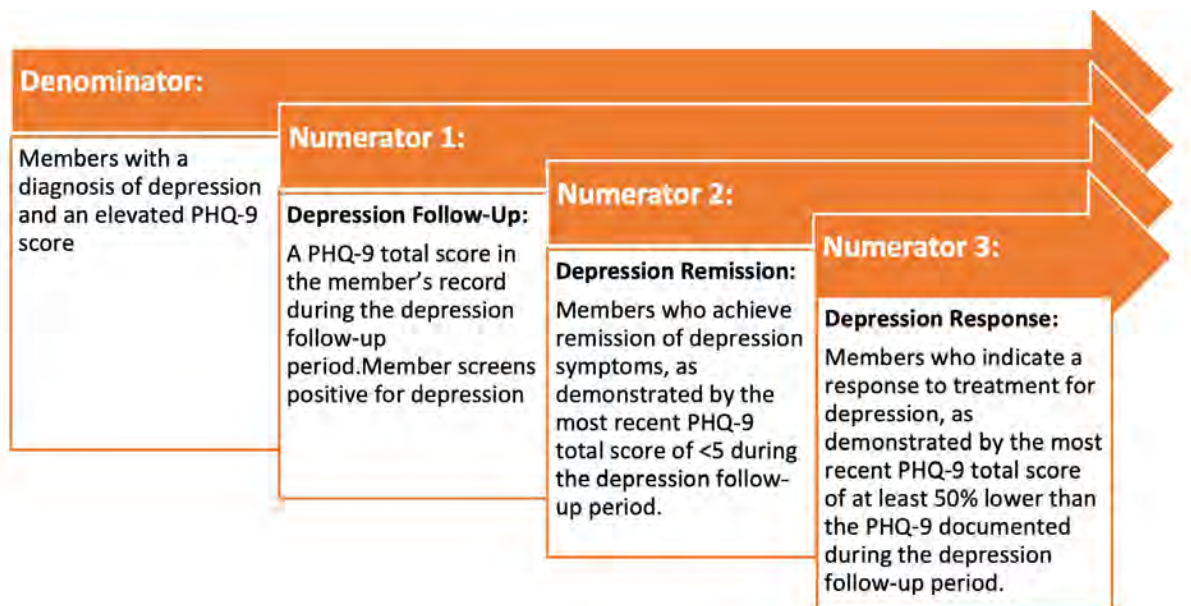 Denominator:
Members with a
diagnosis of depression
and an elevated PHQ-9
score
Numerator 1:
Depression Follow-Up:
A PHQ-9 total score in
the member’s record
during the depression
follow-up
period.Member screens
positive for depression
Numerator 2:
Depression Remission:
Members who achieve
remission of depression
symptoms, as
demonstrated by the
most recent PHQ-9
total score of <5 during
the depression follow-
up period.
Numerator 3:
Depression Response:
Members who indicate a
response to treatment for
depression, as
demonstrated by the most
recent PHQ-9 total score
of at least 50% lower than
the PHQ-9 documented
during the depression
follow-up period.